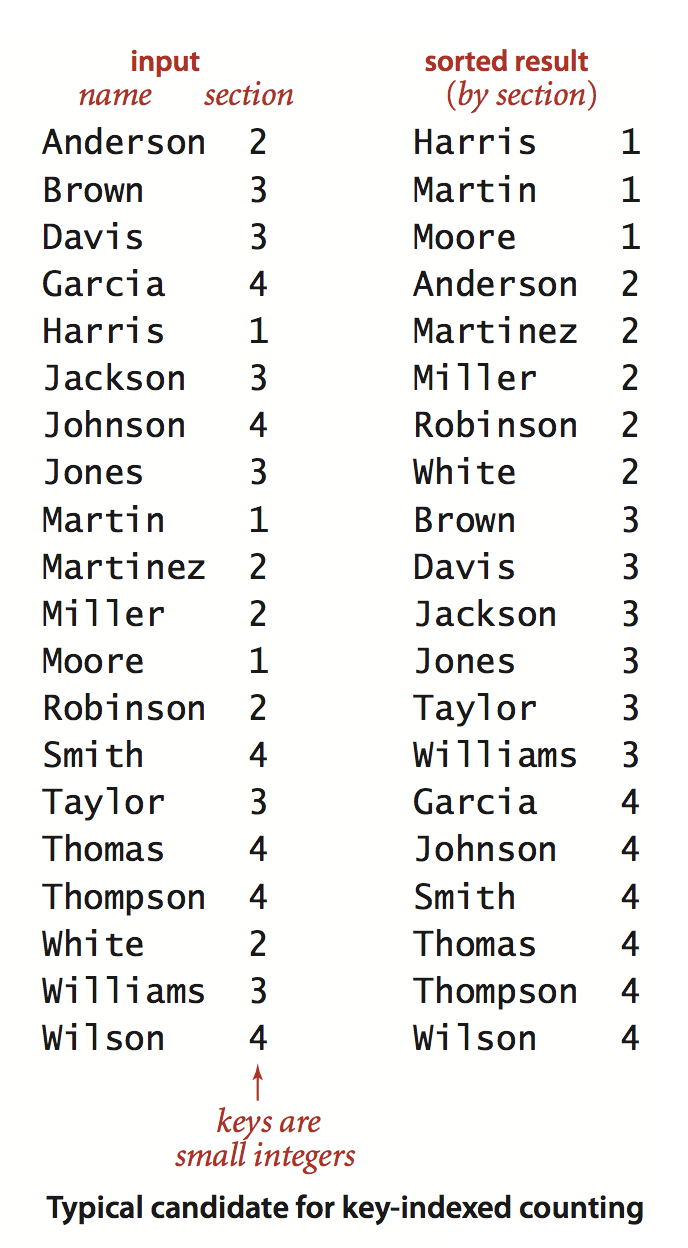 input sorted result
name section (by section)
Anderson 2 Harris 1
Brown 3 Martin 1
Davis 3 Moore 1
Garcia 4 Anderson 2
Harris 1 Martinez 2
Jackson 3 Miller 2
Johnson 4 Robinson 2
Jones 3 White 2
Martin 1 Brown 3
Martinez 2 Davis 3
Miller 2 Jackson 3
Moore 1 Jones 3
Robinson 2 Taylor 3
Smith 4 Williams 3
Taylor 3 Garcia 4
Thomas 4 Johnson 4
Thompson 4 Smith 4
White 2 Thomas 4
Williams 3 Thompson 4
Wilson 4 Wilson 4
keys are
small integers
Typical candidate for key-indexed counting